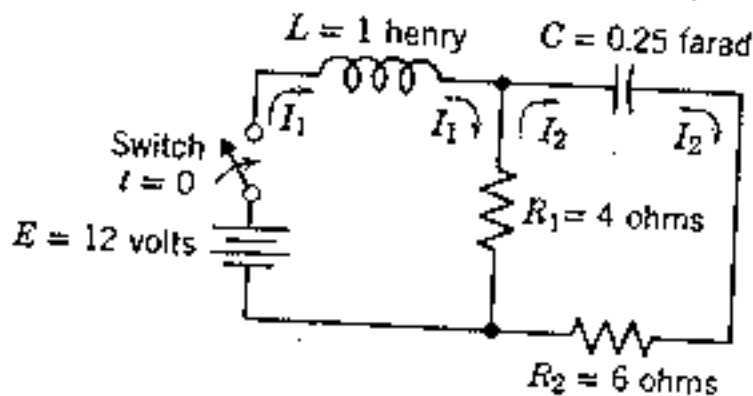 L = 1 henry
C = 0.25 farad
I₁
I₁
I₂
I₂
Switch
t = 0
R₁ = 4 ohms
E = 12 volts
R₂ = 6 ohms